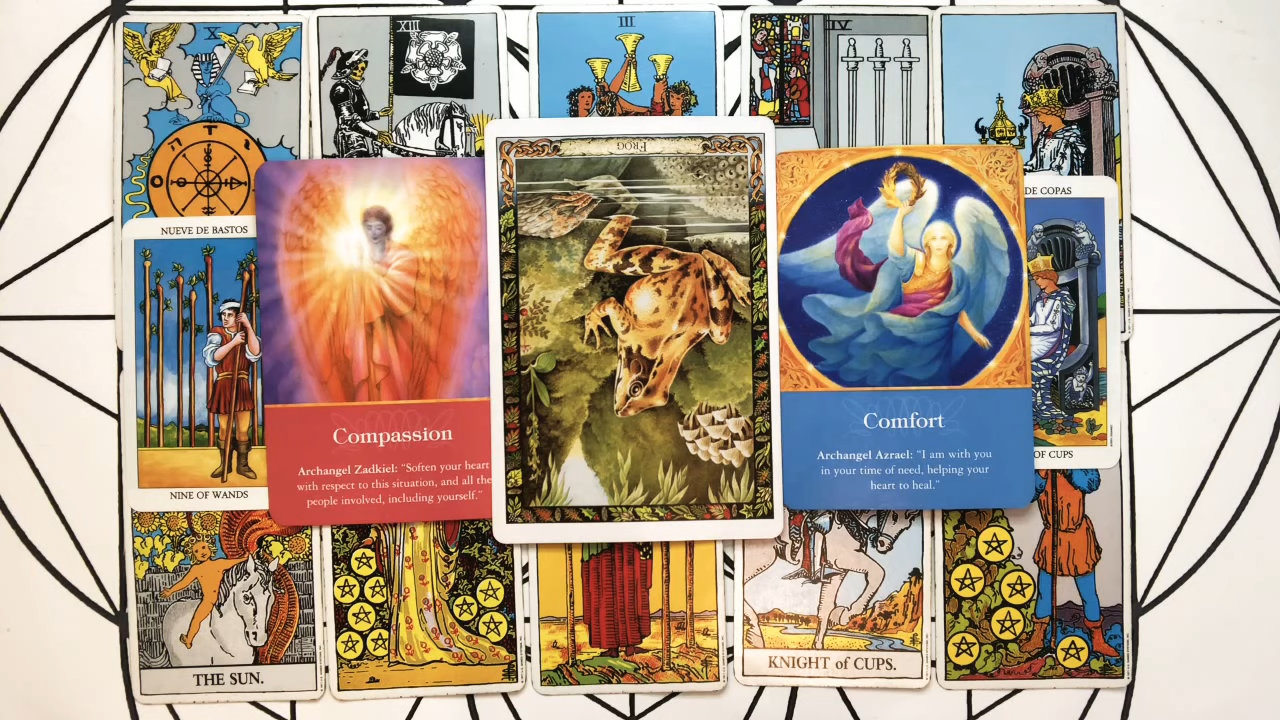 X
XIII
III
IV
DE COPAS
FROG
NUEVE DE BASTOS
NINE OF WANDS
Compassion
Archangel Zadkiel: “Soften your heart
with respect to this situation, and all the
people involved, including yourself.”
Comfort
Archangel Azrael: “I am with you
in your time of need, helping your
heart to heal.”
OF CUPS
THE SUN.
KNIGHT of CUPS.